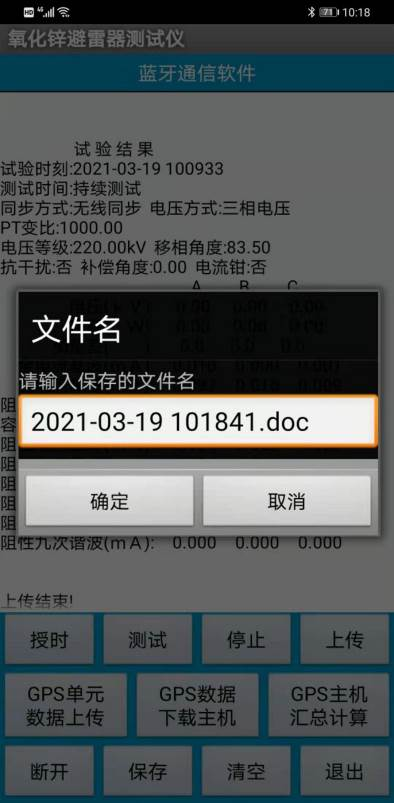 HD 4G 71 10:18
氧化锌避雷器测试仪
蓝牙通信软件
试 验 结 果
试验时刻:2021-03-19 100933
测试时间:持续测试
同步方式:无线同步 电压方式:三相电压
PT变比:1000.00
电压等级:220.00kV 移相角度:83.50
抗干扰:否 补偿角度:0.00 电流钳:否
A B C
文件名
请输入保存的文件名
2021-03-19 101841.doc
确定 取消
阻性九次谐波(mA): 0.000 0.000 0.000
上传结束!
授时 测试 停止 上传
GPS单元 GPS数据 GPS主机
数据上传 下载主机 汇总计算
断开 保存 清空 退出